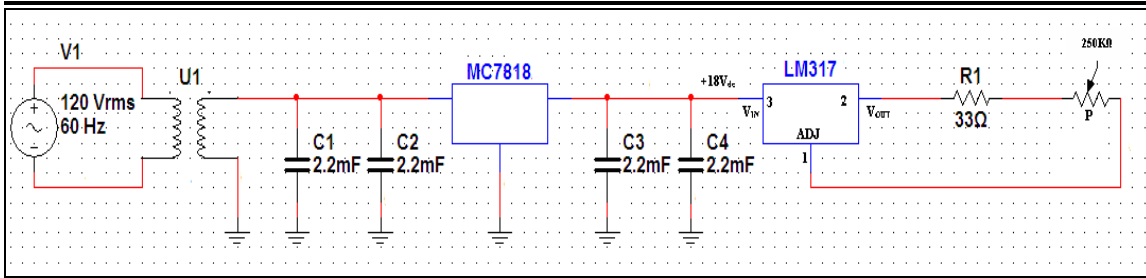 V1
120 Vrms
60 Hz
U1
C1
2.2mF
C2
2.2mF
MC7818
C3
2.2mF
C4
2.2mF
+18Vdc
VIN
LM317
3
2
ADJ
1
VOUT
R1
33Ω
250KΩ
P